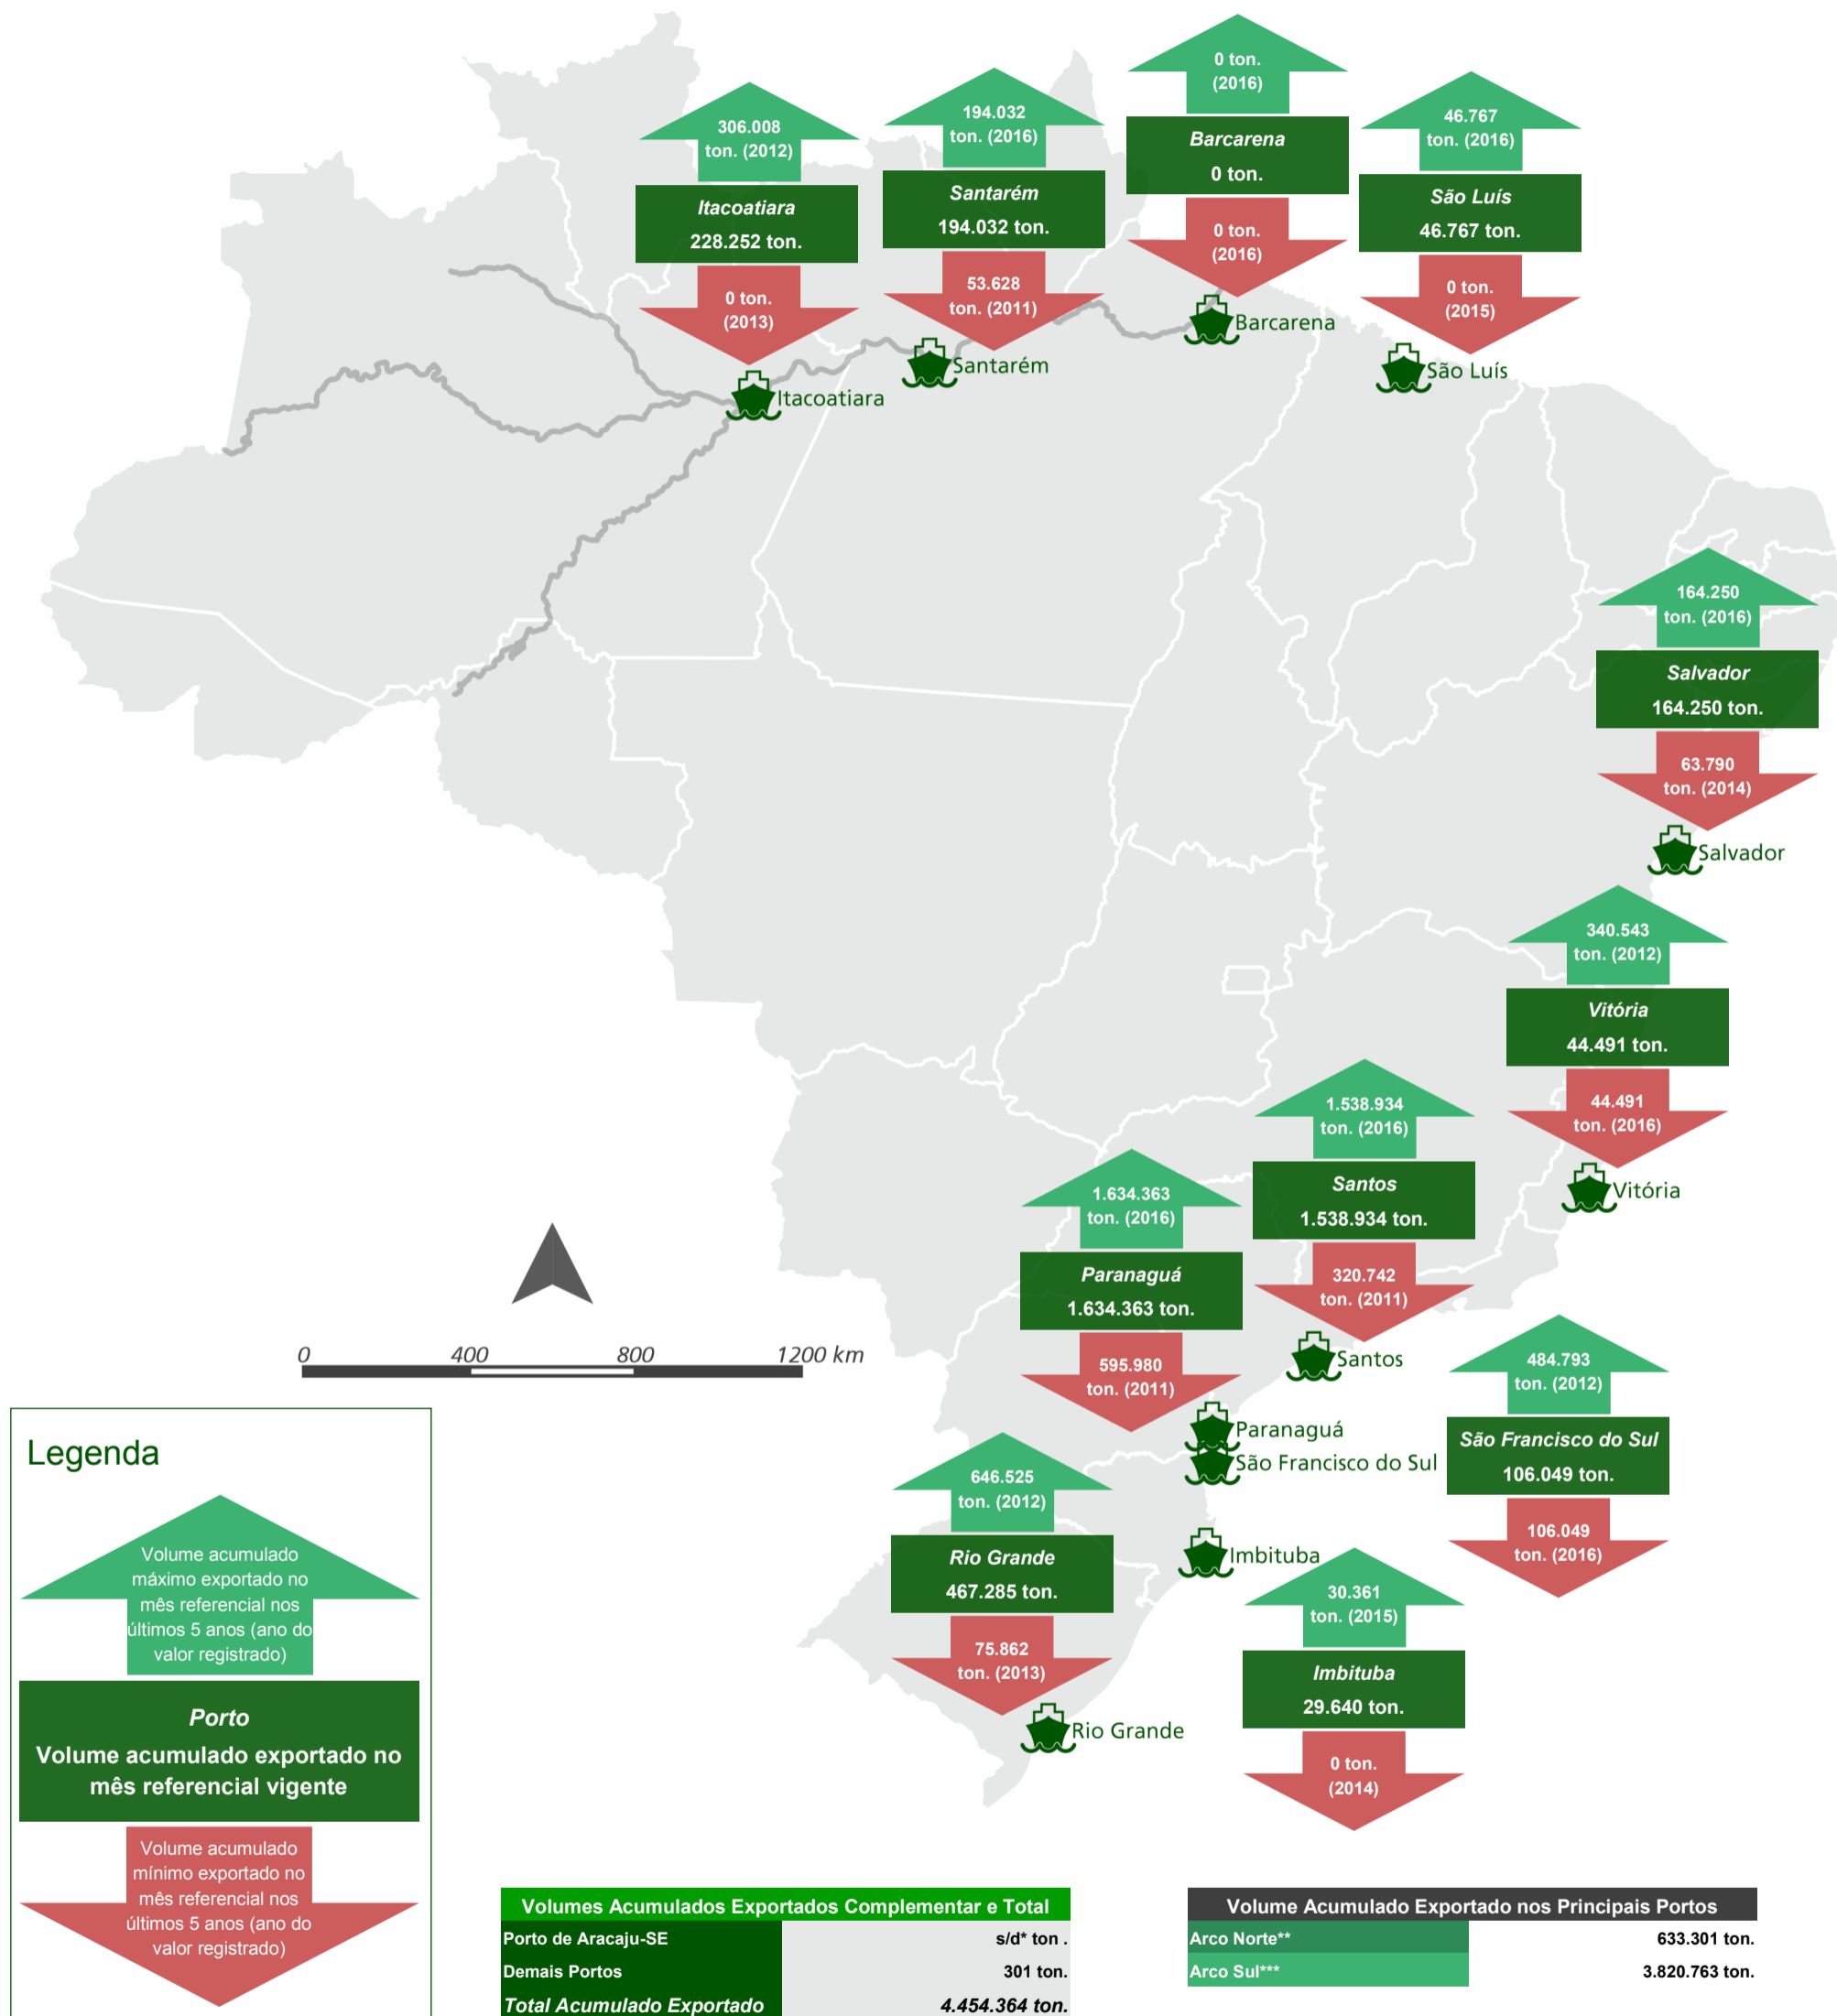 0 ton.
(2016)
Barcarena
0 ton.
0 ton.
(2016)
306.008
ton. (2012)
Itacoatiara
228.252 ton.
0 ton.
(2013)
194.032
ton. (2016)
Santarém
194.032 ton.
53.628
ton. (2011)
46.767
ton. (2016)
São Luís
46.767 ton.
0 ton.
(2015)
Barcarena
Santarém
São Luís
Itacoatiara
164.250
ton. (2016)
Salvador
164.250 ton.
63.790
ton. (2014)
Salvador
340.543
ton. (2012)
Vitória
44.491 ton.
44.491
ton. (2016)
Vitória
1.538.934
ton. (2016)
Santos
1.538.934 ton.
320.742
ton. (2011)
Santos
1.634.363
ton. (2016)
Paranaguá
1.634.363 ton.
595.980
ton. (2011)
Paranaguá
São Francisco do Sul
484.793
ton. (2012)
São Francisco do Sul
106.049 ton.
106.049
ton. (2016)
646.525
ton. (2012)
Rio Grande
467.285 ton.
75.862
ton. (2013)
Rio Grande
Imbituba
30.361
ton. (2015)
Imbituba
29.640 ton.
0 ton.
(2014)
0 400 800 1200 km
Legenda
Volume acumulado
máximo exportado no
mês referencial nos
últimos 5 anos (ano do
valor registrado)
Porto
Volume acumulado exportado no
mês referencial vigente
Volume acumulado
mínimo exportado no
mês referencial nos
últimos 5 anos (ano do
valor registrado)
Volumes Acumulados Exportados Complementar e Total
Porto de Aracaju-SE s/d* ton .
Demais Portos 301 ton.
Total Acumulado Exportado 4.454.364 ton.
Volume Acumulado Exportado nos Principais Portos
Arco Norte** 633.301 ton.
Arco Sul*** 3.820.763 ton.